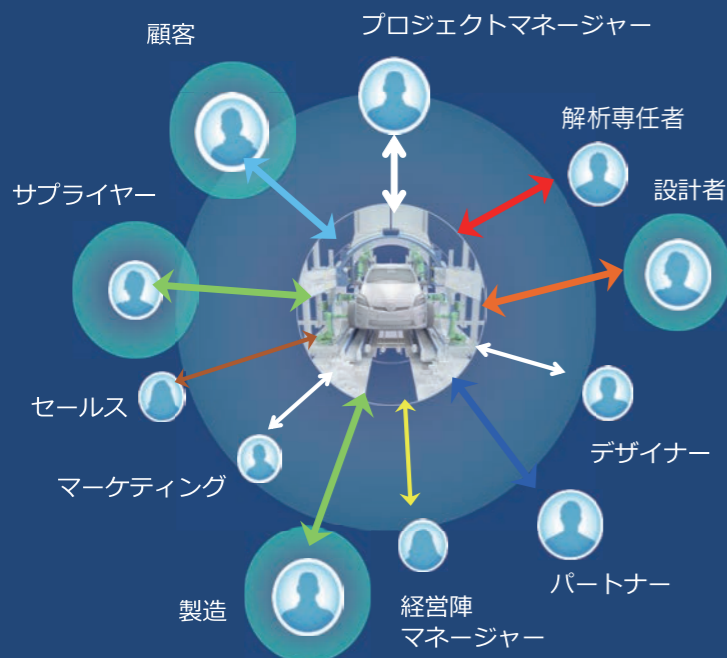 プロジェクトマネージャー
顧客
解析専任者
サプライヤー
設計者
セールス
デザイナー
マーケティング
パートナー
製造
経営陣
マネージャー